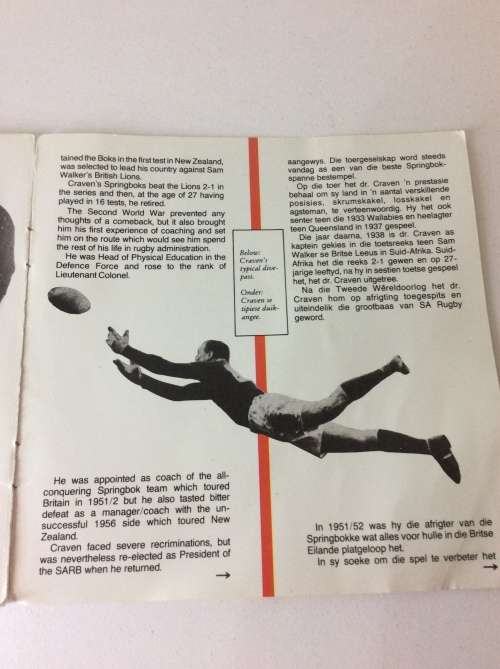 tained the Boks in the first test in New Zealand,
was selected to lead his country against Sam
Walker's British Lions.
Craven's Springboks beat the Lions 2-1 in
the series and then, at the age of 27 having
played in 16 tests, he retired.
The Second World War prevented any
thoughts of a comeback, but it also brought
him his first experience of coaching and set
him on the route which would see him spend
the rest of his life in rugby administration.
He was Head of Physical Education in the
Defence Force and rose to the rank of
Lieutenant Colonel.
Below:
Craven's
typical dive-
pass.
Onder:
Craven se
tipiese duik-
angee.
He was appointed as coach of the all-
conquering Springbok team which toured
Britain in 1951/2 but he also tasted bitter
defeat as a manager/coach with the un-
successful 1956 side which toured New
Zealand.
Craven faced severe recriminations, but
was nevertheless re-elected as President of
the SARB when he returned.
→
aangewys. Die toergeselskap word steeds
vandag as een van die beste Springbok-
spanne bestempel.
Op die toer het dr. Craven 'n prestasie
behaal om sy land in 'n aantal verskillende
posisies, skrumskakel, losskakel en
agsteman, te verteenwoordig. Hy het ook
senter teen die 1933 Wallabies en heelagter
teen Queensland in 1937 gespeel.
Die jaar daarna, 1938 is dr. Craven as
kaptein gekies in die toetsreeks teen Sam
Walker se Britse Leeus in Suid-Afrika. Suid-
Afrika het die reeks 2-1 gewen en op 27-
jarige leeftyd, na hy in sestien toetse gespeel
het, het dr. Craven uitgetree.
Na die Tweede Wêreldoorlog het dr.
Craven hom op afrigting toegespits en
uiteindelik die grootbaas van SA Rugby
geword.
In 1951/52 was hy die afrigter van die
Springbokke wat alles voor hulle in die Britse
Eilande platgeloop het.
In sy soeke om die spel te verbeter het
→